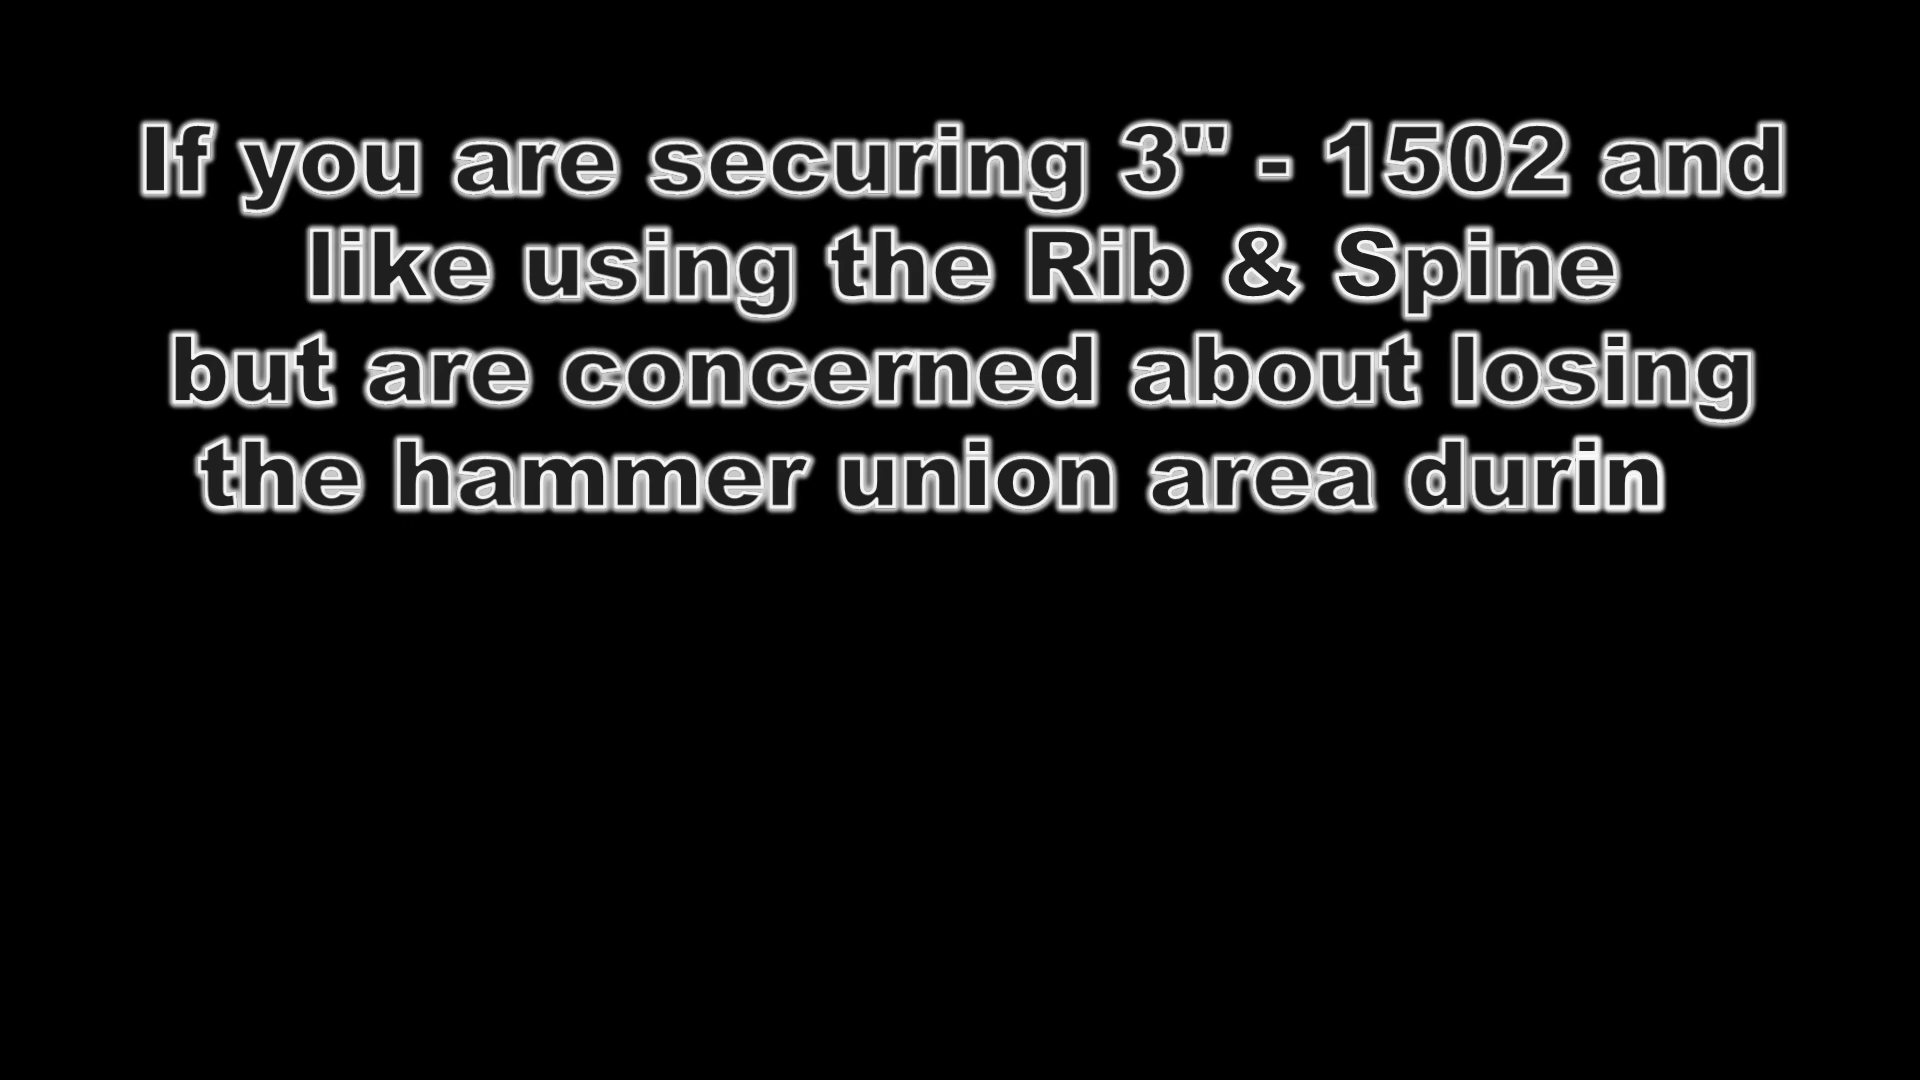 If you are securing 3" - 1502 and
like using the Rib & Spine
but are concerned about losing
the hammer union area durin